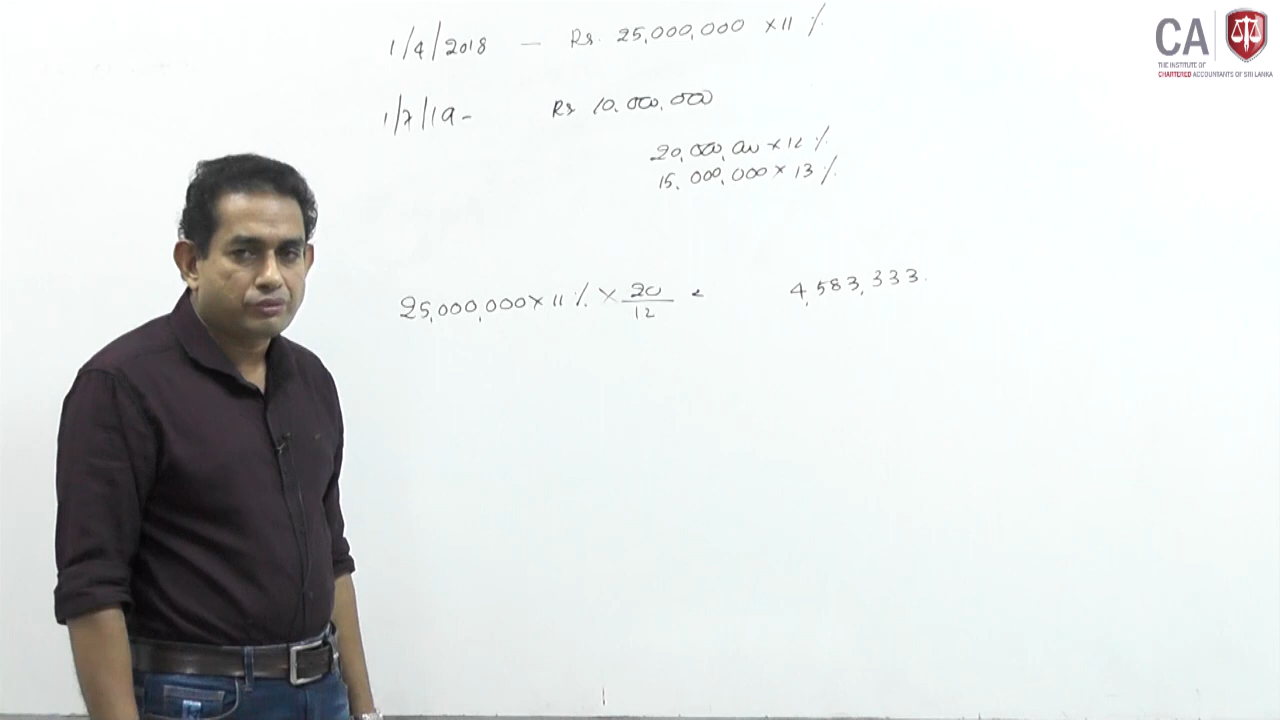 1/4/2018 — Rs. 25,000,000 × 11 %
1/7/19 - Rs 10,000,000
20,000,000 × 12 %
15,000,000 × 13 %
25,000,000 × 11 % × 20/12 = 4,583,333.
CA
THE INSTITUTE OF
CHARTERED ACCOUNTANTS OF SRI LANKA